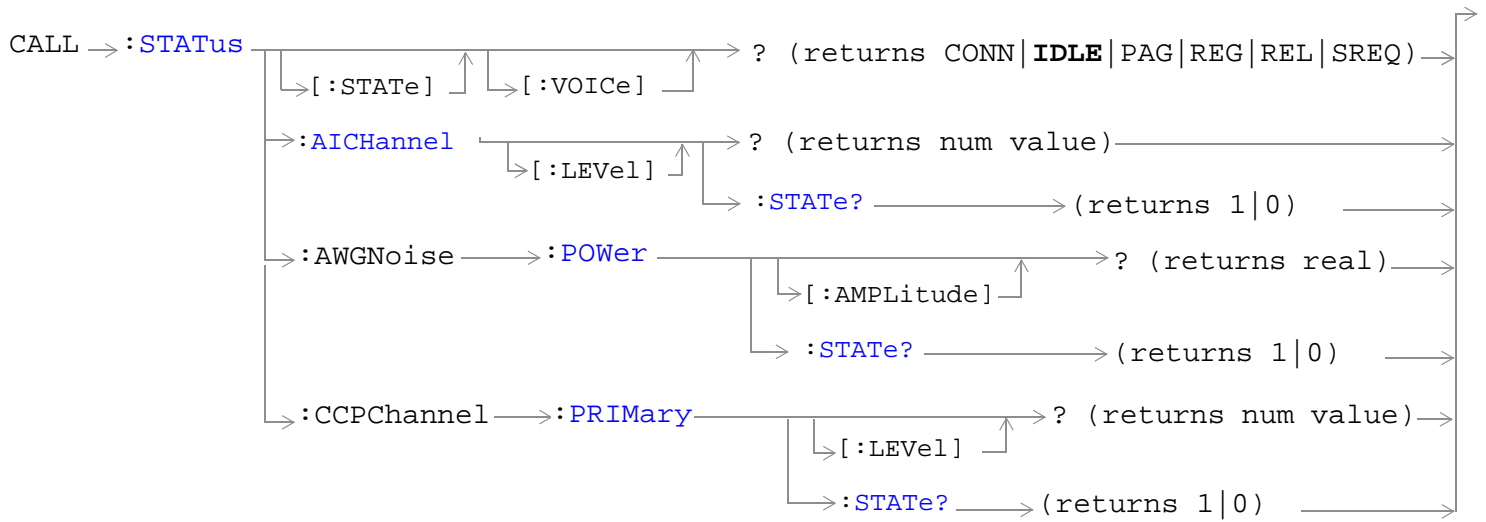 CALL :STATus ? (returns CONN|IDLE|PAG|REG|REL|SREQ)
[:STATe] [:VOICe]
:AICHannel ? (returns num value)
[:LEVel]
:STATe? (returns 1|0)
:AWGNoise :POWer ? (returns real)
[:AMPLitude]
:STATe? (returns 1|0)
:CCPChannel :PRIMary ? (returns num value)
[:LEVel]
:STATe? (returns 1|0)